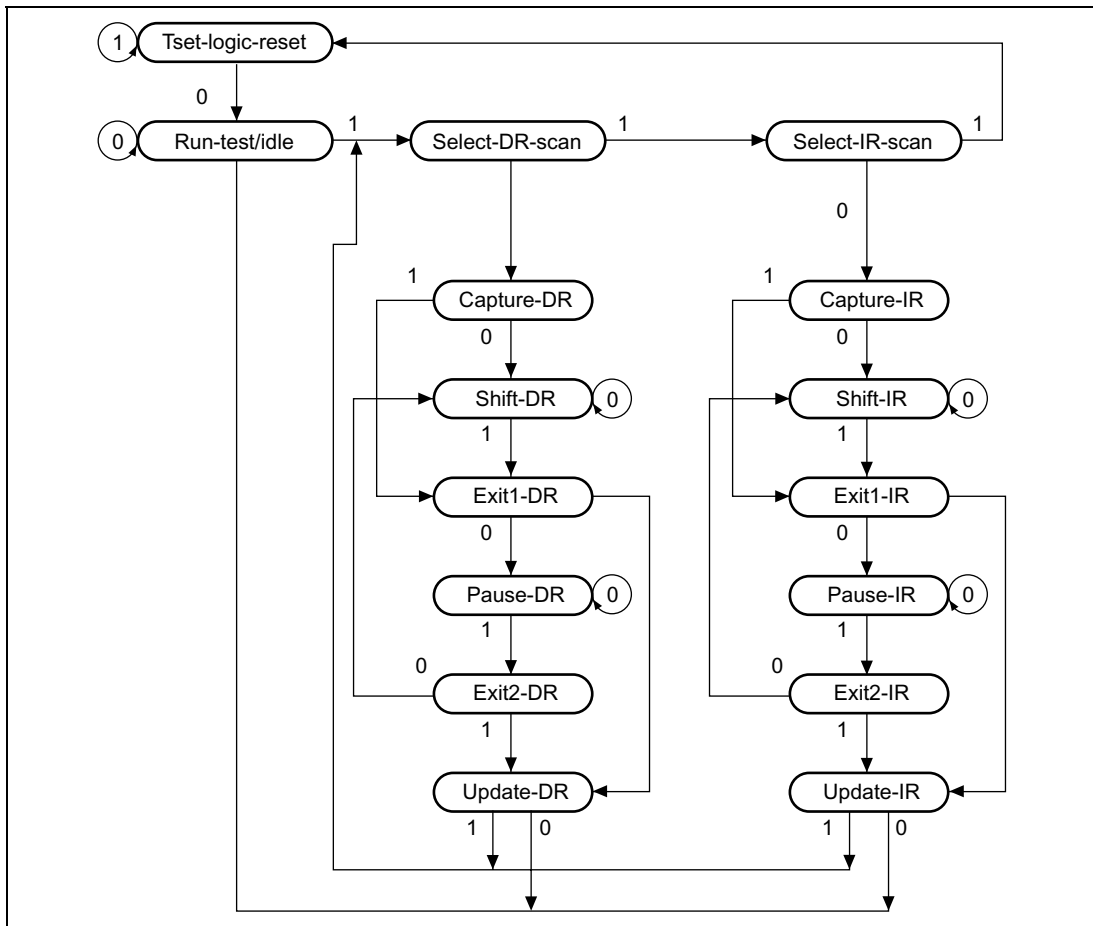 1 Tset-logic-reset
0
0 Run-test/idle 1 Select-DR-scan 1 Select-IR-scan 1
0
1 1
Capture-DR Capture-IR
0 0
Shift-DR 0 Shift-IR 0
1 1
Exit1-DR Exit1-IR
0 0
Pause-DR 0 Pause-IR 0
1 1
0 0
Exit2-DR Exit2-IR
1 1
Update-DR Update-IR
1 0 1 0